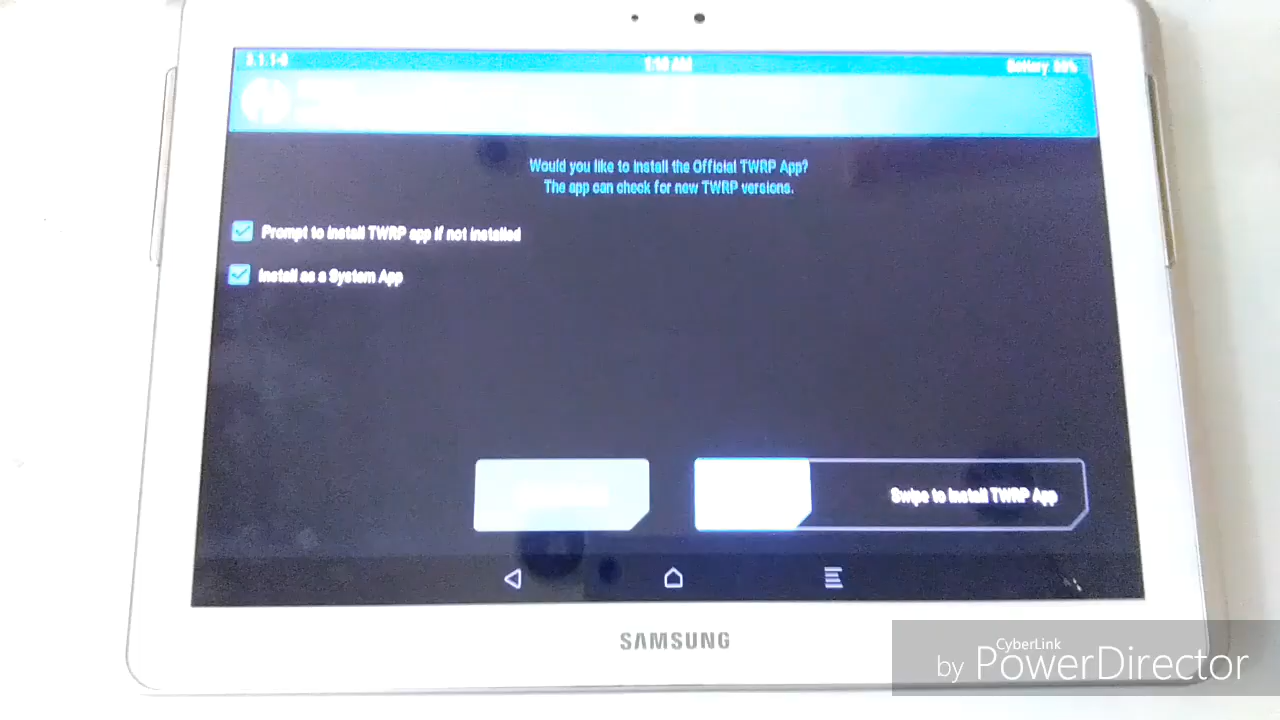 Would you like to install the Official TWRP App?
The app can check for new TWRP versions.
Prompt to install TWRP app if not installed
Install as a System App
Swipe to Install TWRP App
SAMSUNG
CyberLink
by PowerDirector